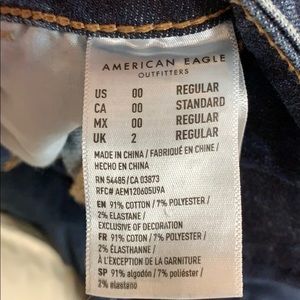 AMERICAN EAGLE
OUTFITTERS
US 00 REGULAR
CA 00 STANDARD
MX 00 REGULAR
UK 2 REGULAR
MADE IN CHINA / FABRIQUÉ EN CHINE /
HECHO EN CHINA
RN 54485/ CA 03873
RFC# AEM120605U9A
EN 91% COTTON / 7% POLYESTER /
2% ELASTANE /
EXCLUSIVE OF DECORATION
FR 91% COTON / 7% POLYESTER /
2% ÉLASTHANNE /
À L'EXCEPTION DE LA GARNITURE
SP 91% algodón / 7% poliéster /
2% elastano